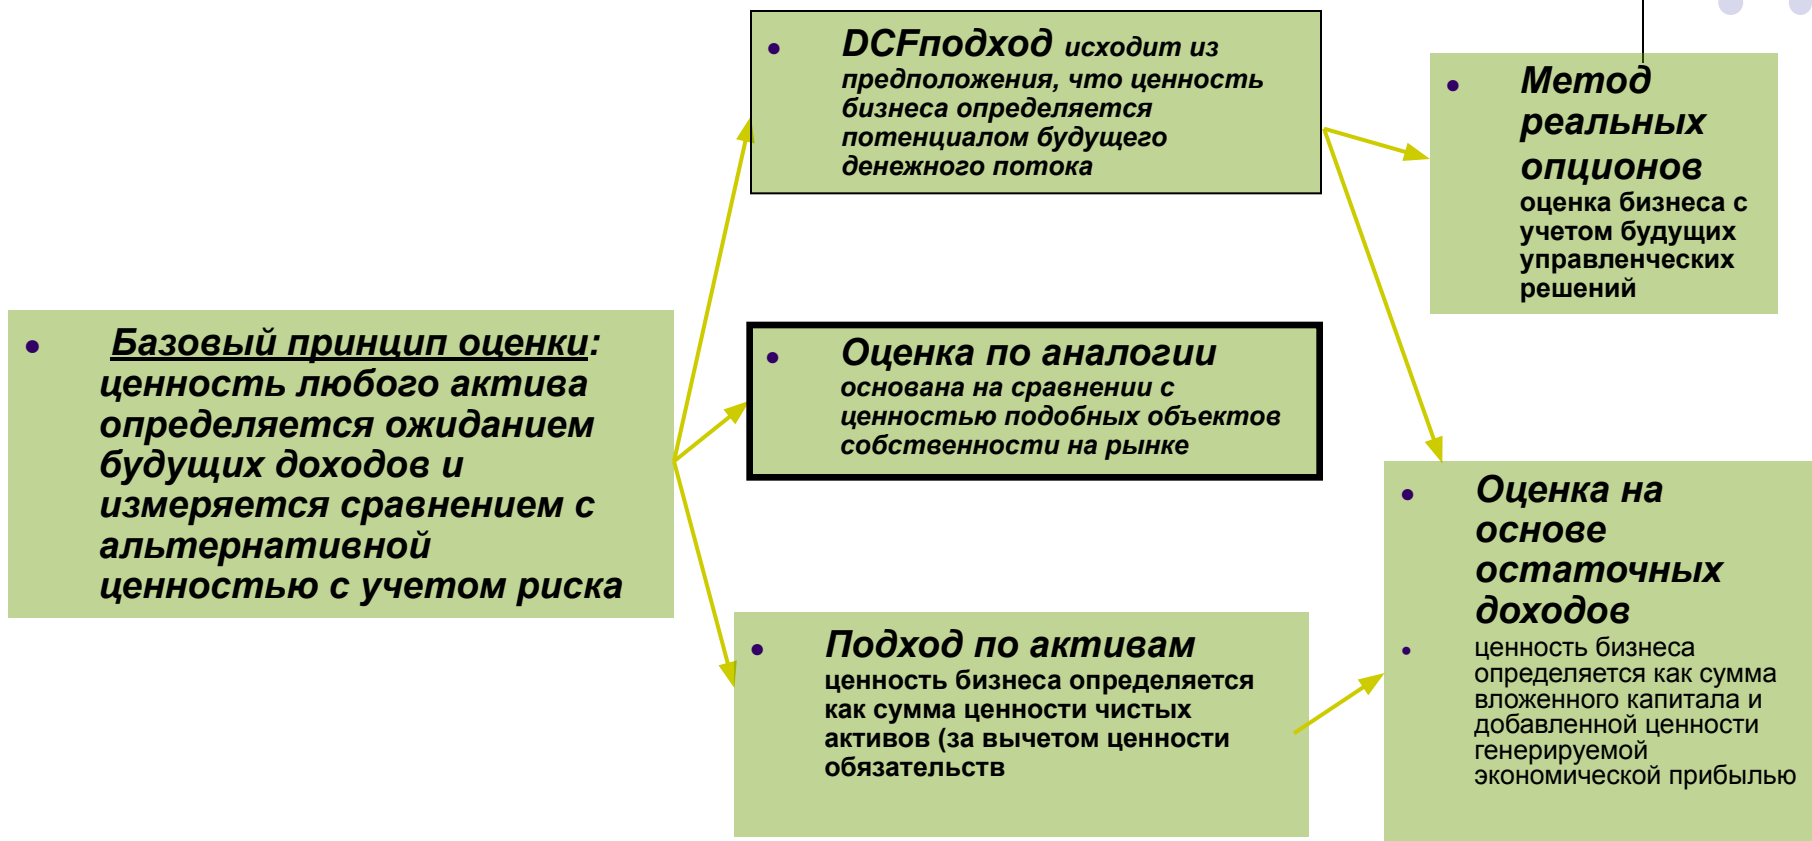 Базовый принцип оценки:
ценность любого актива
определяется ожиданием
будущих доходов и
измеряется сравнением с
альтернативной
ценностью с учетом риска
DCFподход исходит из
предположения, что ценность
бизнеса определяется
потенциалом будущего
денежного потока
Оценка по аналогии
основана на сравнении с
ценностью подобных объектов
собственности на рынке
Подход по активам
ценность бизнеса определяется
как сумма ценности чистых
активов (за вычетом ценности
обязательств
Метод
реальных
опционов
оценка бизнеса с
учетом будущих
управленческих
решений
Оценка на
основе
остаточных
доходов
ценность бизнеса
определяется как сумма
вложенного капитала и
добавленной ценности
генерируемой
экономической прибылью